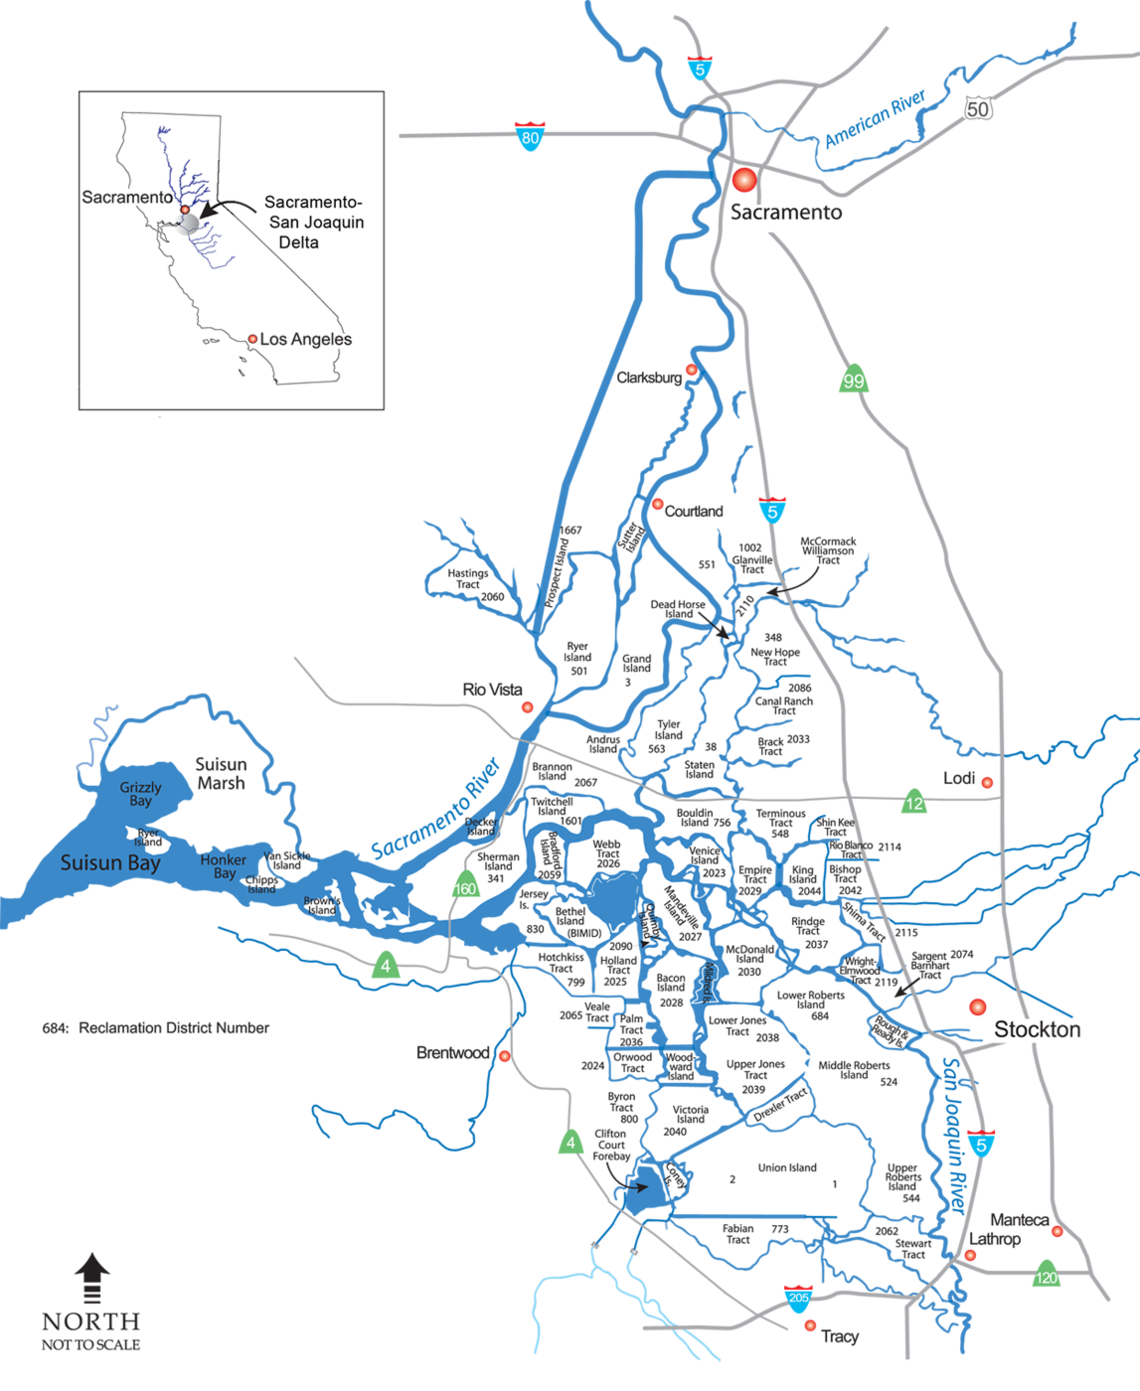 5
80
50
American River
Sacramento
Sacramento
Sacramento-
San Joaquin
Delta
Los Angeles
Clarksburg
99
Courtland
5
1667
Prospect Island
Sutter
Island
551
1002
Glanville
Tract
McCormack
Williamson
Tract
Hastings
Tract
2060
Dead Horse
Island
2110
348
New Hope
Tract
Ryer
Island
501
Grand
Island
3
2086
Canal Ranch
Tract
Rio Vista
Tyler
Island
563
38
Staten
Island
Brack
Tract
2033
Andrus
Island
Brannon
Island
2067
Lodi
12
Suisun
Marsh
Grizzly
Bay
Ryer
Island
Suisun Bay
Honker
Bay
Van Sickle
Island
Chipps
Island
Brown's
Island
Sacramento River
Decker
Island
Twitchell
Island
1601
Bouldin
Island 756
Terminous
Tract
548
Shin Kee
Tract
Rio Blanco
Tract
2114
Sherman
Island
341
160
Bradford
Island
2059
Webb
Tract
2026
Venice
Island
2023
Empire
Tract
2029
King
Island
2044
Bishop
Tract
2042
Jersey
Is.
830
Bethel
Island
(BIMID)
Quimby
Island
Mandeville
Island
2027
Rindge
Tract
2037
Shima Tract
2115
4
Hotchkiss
Tract
799
2090
Holland
Tract
2025
Bacon
Island
2028
Mildred Is.
McDonald
Island
2030
Wright-
Elmwood
Tract 2119
Sargent
Barnhart
Tract
2074
2065
Veale
Tract
Palm
Tract
2036
Lower Roberts
Island
684
Lower Jones
Tract
2038
Rough &
Ready Is.
Stockton
684: Reclamation District Number
Brentwood
2024
Orwood
Tract
Wood-
ward
Island
Upper Jones
Tract
2039
Middle Roberts
Island
524
Byron
Tract
800
Victoria
Island
2040
Drexler Tract
San Joaquin River
4
Clifton
Court
Forebay
Coney
Is.
Union Island
2
1
Upper
Roberts
Island
544
5
Fabian
Tract
773
2062
Stewart
Tract
Manteca
Lathrop
120
205
Tracy
NORTH
NOT TO SCALE